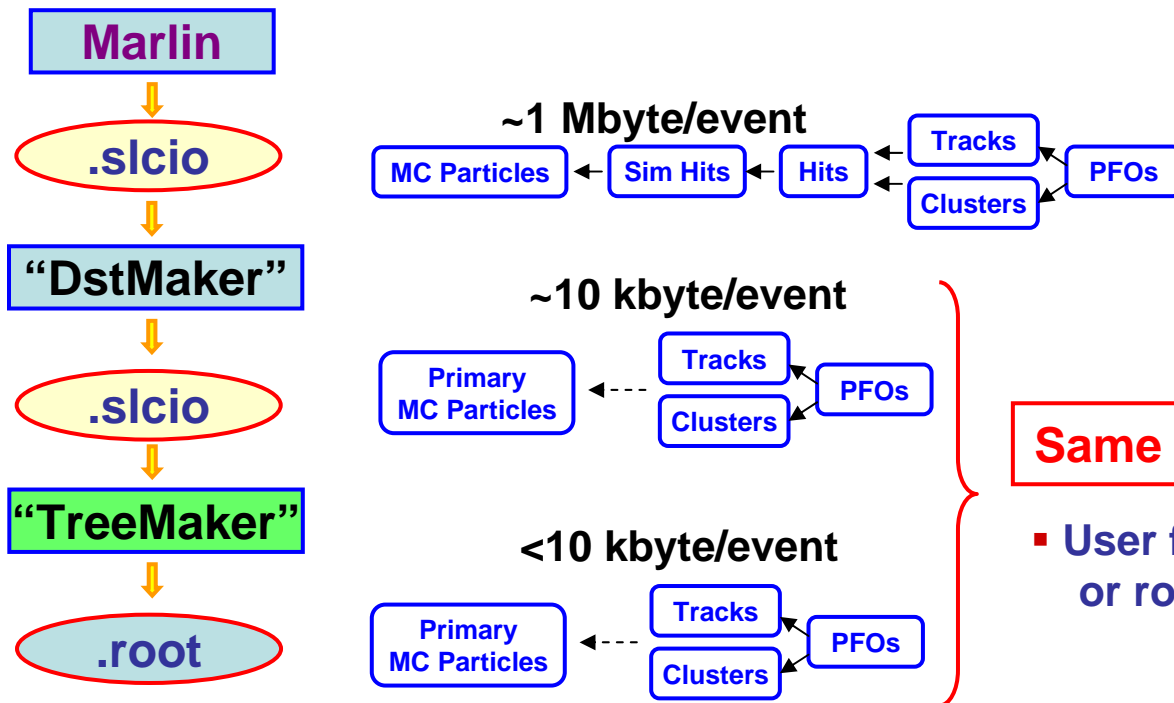 Marlin
.slcio
“DstMaker”
.slcio
“TreeMaker”
.root
~1 Mbyte/event
MC Particles
Sim Hits
Hits
Tracks
Clusters
PFOs
~10 kbyte/event
Primary
MC Particles
Tracks
Clusters
PFOs
<10 kbyte/event
Primary
MC Particles
Tracks
Clusters
PFOs
Same
▪ User
or